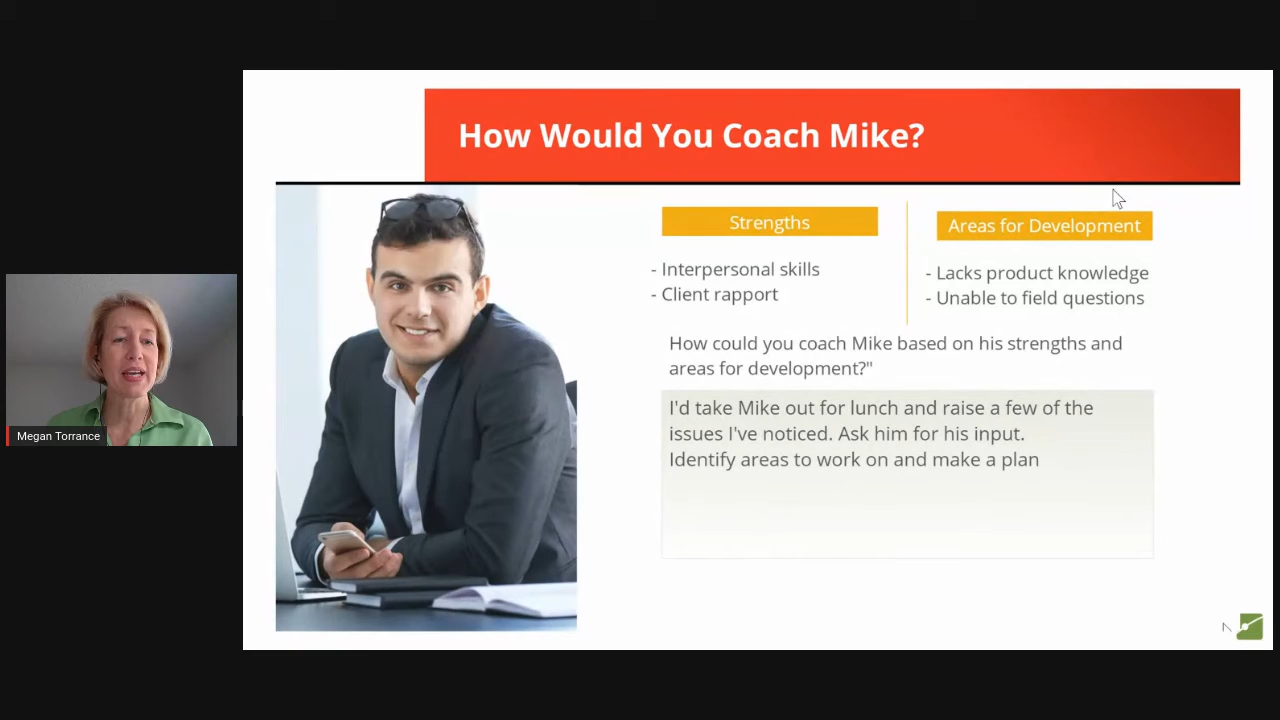 How Would You Coach Mike?
Strengths
- Interpersonal skills
- Client rapport
Areas for Development
- Lacks product knowledge
- Unable to field questions
How could you coach Mike based on his strengths and
areas for development?"
I'd take Mike out for lunch and raise a few of the
issues I've noticed. Ask him for his input.
Identify areas to work on and make a plan
Megan Torrance